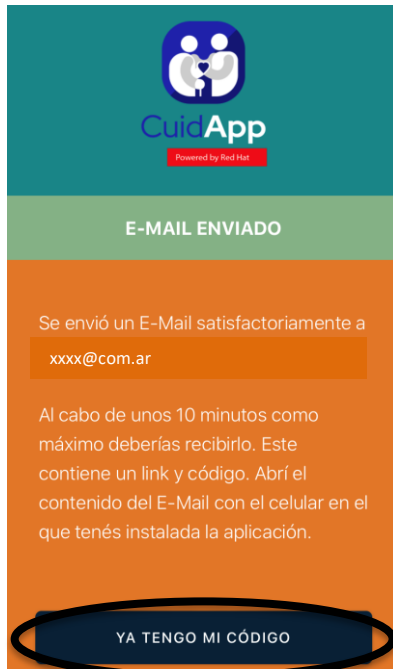 CuidApp
Powered by Red Hat
E-MAIL ENVIADO
Se envió un E-Mail satisfactoriamente a
xxxx@com.ar
Al cabo de unos 10 minutos como
máximo deberías recibirlo. Este
contiene un link y código. Abrí el
contenido del E-Mail con el celular en el
que tenés instalada la aplicación.
YA TENGO MI CÓDIGO